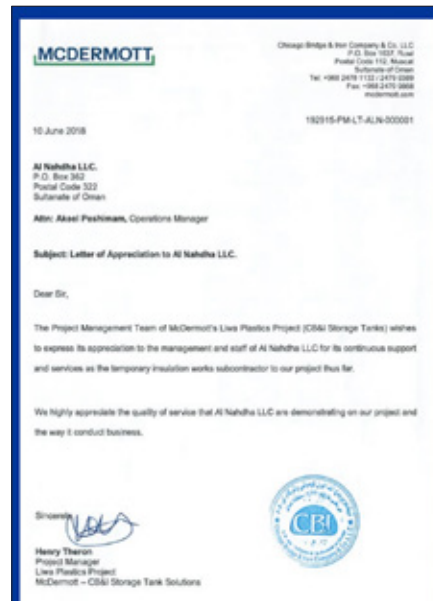 MCDERMOTT
Chicago Bridge & Iron Company & Co. LLC
P.O. Box 1037, Ruwi
Postal Code 112, Muscat
Sultanate of Oman
mcdermott.com
192915-PM-LT-ALN-000001
10 June 2018
Al Nahdha LLC.
P.O. Box 362
Postal Code 322
Sultanate of Oman
Attn: Aksel Peshimam, Operations Manager
Subject: Letter of Appreciation to Al Nahdha LLC.
Dear Sir,
The Project Management Team of McDermott's Liwa Plastics Project (CB&I Storage Tanks) wishes
to express its appreciation to the management and staff of Al Nahdha LLC for its continuous support
and services as the temporary insulation works subcontractor to our project thus far.
We highly appreciate the quality of service that Al Nahdha LLC are demonstrating on our project and
the way it conduct business.
Sincerely
CBI
Henry Theron
Project Manager
Liwa Plastics Project
McDermott – CB&I Storage Tank Solutions